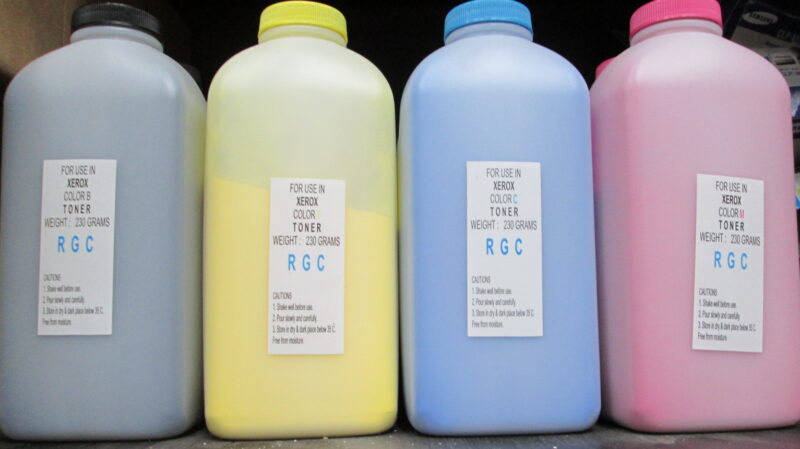 FOR USE IN
XEROX
COLOR B
TONER
WEIGHT : 230 GRAMS
RGC
CAUTIONS
1. Shake well before use.
2. Pour slowly and carefully.
3. Store in dry & dark place below 35 C.
Free from moisture.
FOR USE IN
XEROX
COLOR Y
TONER
WEIGHT : 230 GRAMS
RGC
CAUTIONS
1. Shake well before use.
2. Pour slowly and carefully.
3. Store in dry & dark place below 35 C.
Free from moisture.
FOR USE IN
XEROX
COLOR C
TONER
WEIGHT : 230 GRAMS
RGC
CAUTIONS
1. Shake well before use.
2. Pour slowly and carefully.
3. Store in dry & dark place below 35 C.
Free from moisture.
FOR USE IN
XEROX
COLOR M
TONER
WEIGHT : 230 GRAMS
RGC
CAUTIONS
1. Shake well before use.
2. Pour slowly and carefully.
3. Store in dry & dark place below 35 C.
Free from moisture.
SAMSUNG